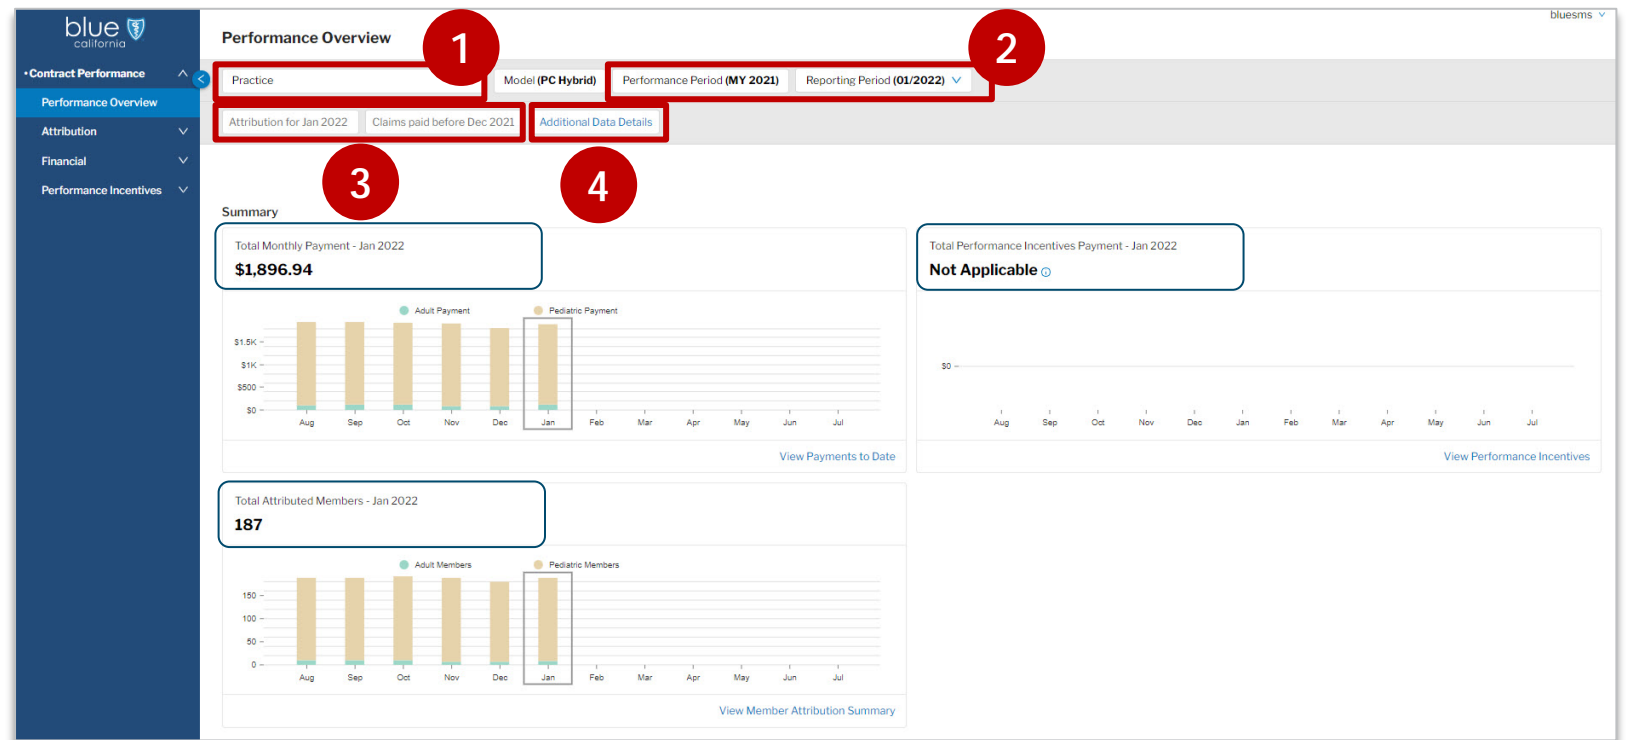 blue
california
bluesms
Performance Overview
1
2
• Contract Performance
Performance Overview
Attribution
Financial
Performance Incentives
Practice
Model (PC Hybrid)
Performance Period (MY 2021)
Reporting Period (01/2022)
Attribution for Jan 2022
Claims paid before Dec 2021
Additional Data Details
3
4
Summary
Total Monthly Payment - Jan 2022
$1,896.94
Adult Payment
Pediatric Payment
$1.5K
$1K
$500
$0
Aug Sep Oct Nov Dec Jan Feb Mar Apr May Jun Jul
View Payments to Date
Total Performance Incentives Payment - Jan 2022
Not Applicable
$0
Aug Sep Oct Nov Dec Jan Feb Mar Apr May Jun Jul
View Performance Incentives
Total Attributed Members - Jan 2022
187
Adult Members
Pediatric Members
150
100
50
0
Aug Sep Oct Nov Dec Jan Feb Mar Apr May Jun Jul
View Member Attribution Summary